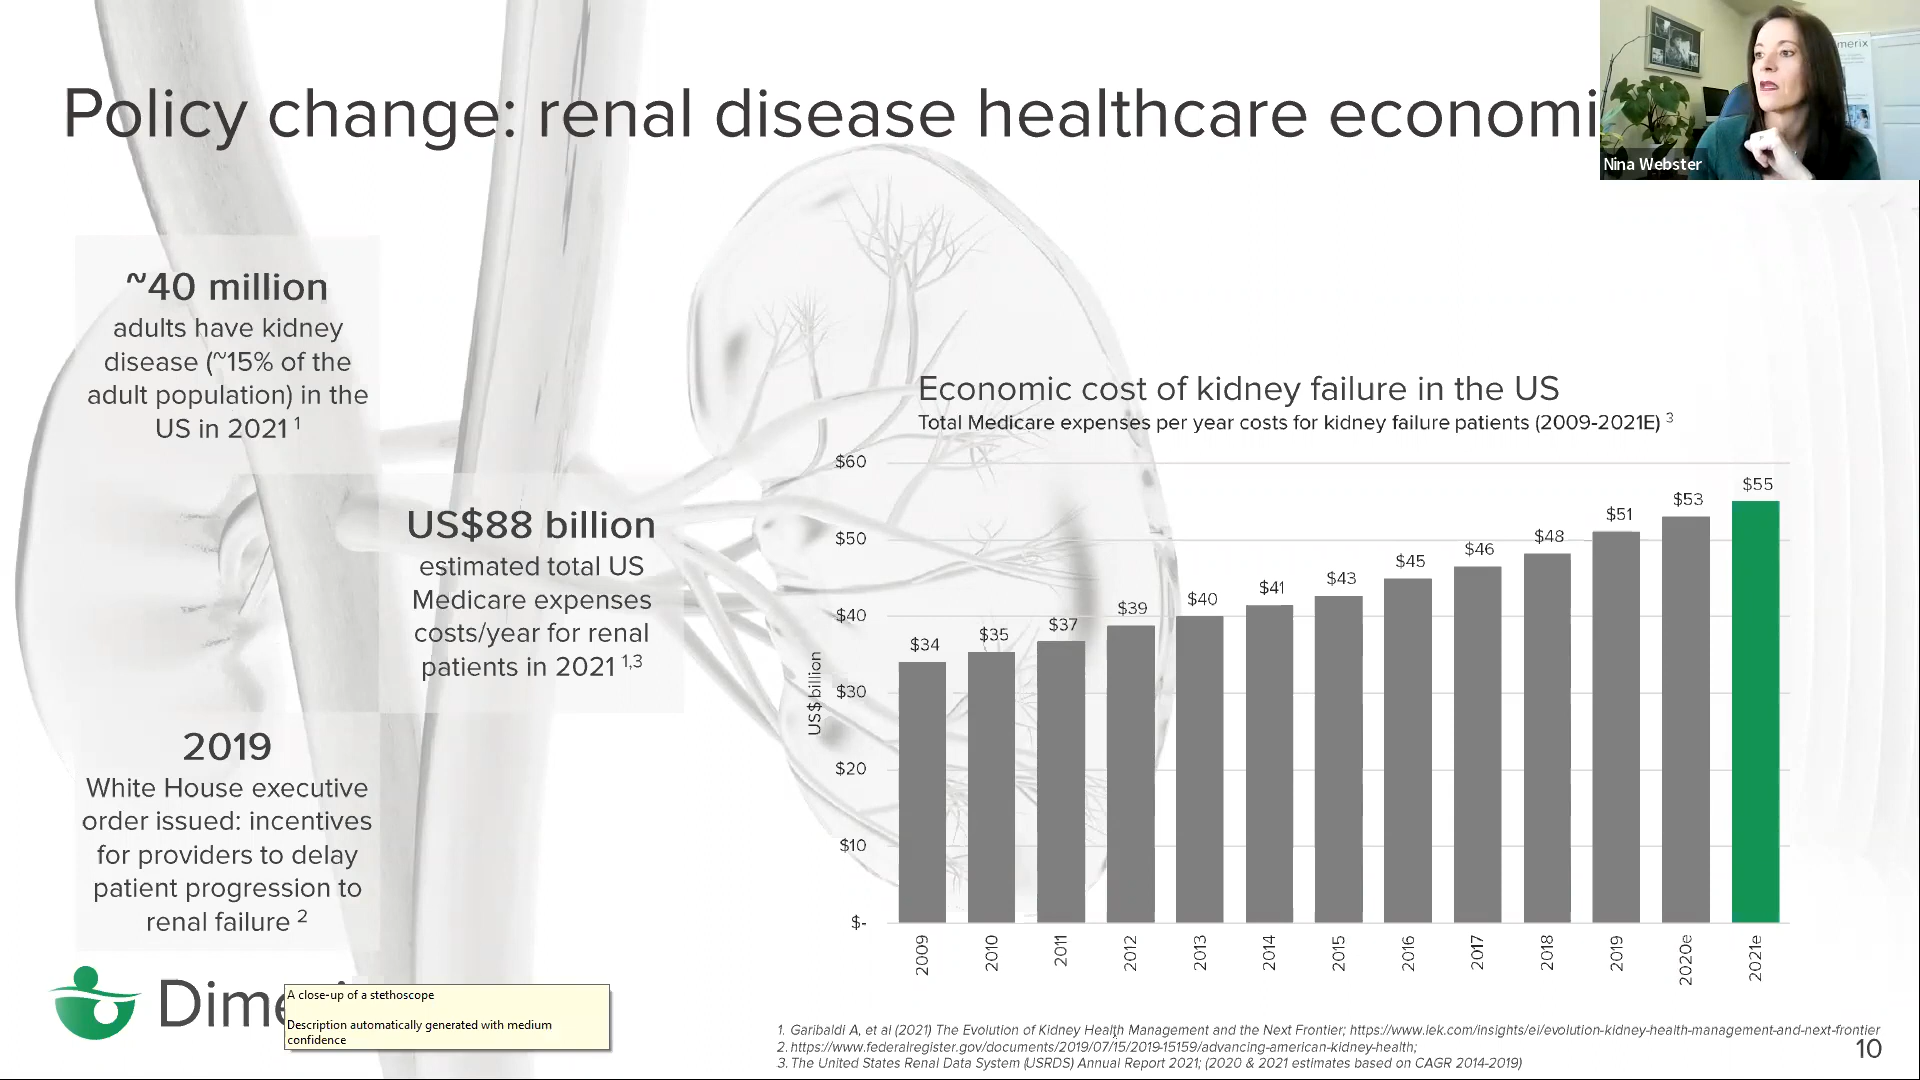 Policy change: renal disease healthcare economi
merix
Nina Webster
~40 million
adults have kidney
disease (~15% of the
adult population) in the
US in 2021 1
US$88 billion
estimated total US
Medicare expenses
costs/year for renal
patients in 2021 1,3
2019
White House executive
order issued: incentives
for providers to delay
patient progression to
renal failure 2
Economic cost of kidney failure in the US
Total Medicare expenses per year costs for kidney failure patients (2009-2021E) 3
US$ billion
$60
$50
$40
$30
$20
$10
$-
$34
$35
$37
$39
$40
$41
$43
$45
$46
$48
$51
$53
$55
2009
2010
2011
2012
2013
2014
2015
2016
2017
2018
2019
2020e
2021e
Dime
A close-up of a stethoscope
Description automatically generated with medium
confidence
1. Garibaldi A, et al (2021) The Evolution of Kidney Health Management and the Next Frontier; https://www.lek.com/insights/ei/evolution-kidney-health-management-and-next-frontier
2. https://www.federalregister.gov/documents/2019/07/15/2019-15159/advancing-american-kidney-health;
3. The United States Renal Data System (USRDS) Annual Report 2021; (2020 & 2021 estimates based on CAGR 2014-2019)
10